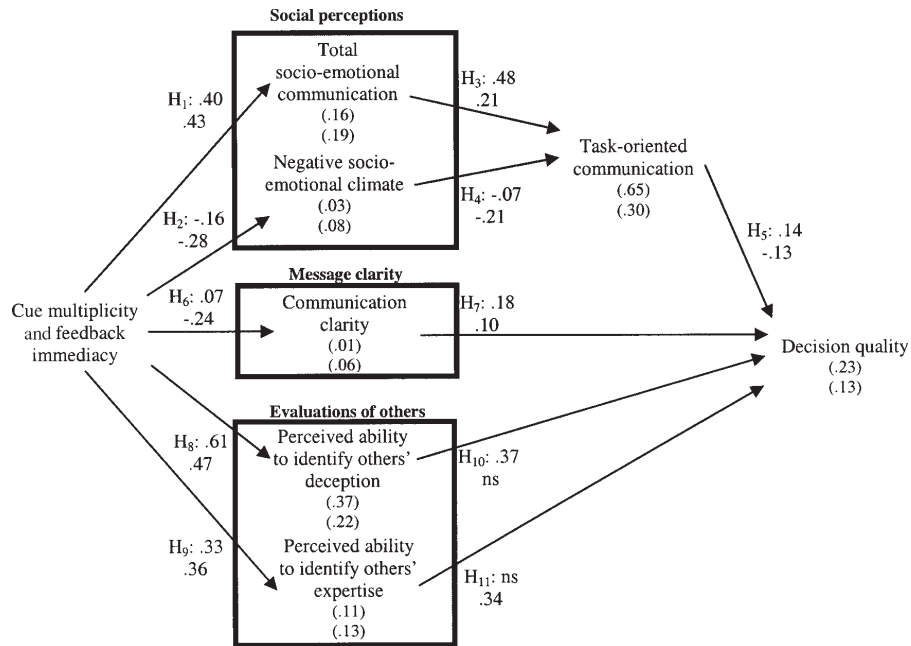 Social perceptions
Total
socio-emotional
communication
(.16)
(.19)
Negative socio-
emotional climate
(.03)
(.08)
H₁: .40
.43
H₂: -.16
-.28
H₃: .48
.21
H₄: -.07
-.21
Task-oriented
communication
(.65)
(.30)
H₅: .14
-.13
Cue multiplicity
and feedback
immediacy
Message clarity
H₆: .07
-.24
Communication
clarity
(.01)
(.06)
H₇: .18
.10
Decision quality
(.23)
(.13)
Evaluations of others
Perceived ability
to identify others’
deception
(.37)
(.22)
Perceived ability
to identify others’
expertise
(.11)
(.13)
H₈: .61
.47
H₉: .33
.36
H₁₀: .37
ns
H₁₁: ns
.34